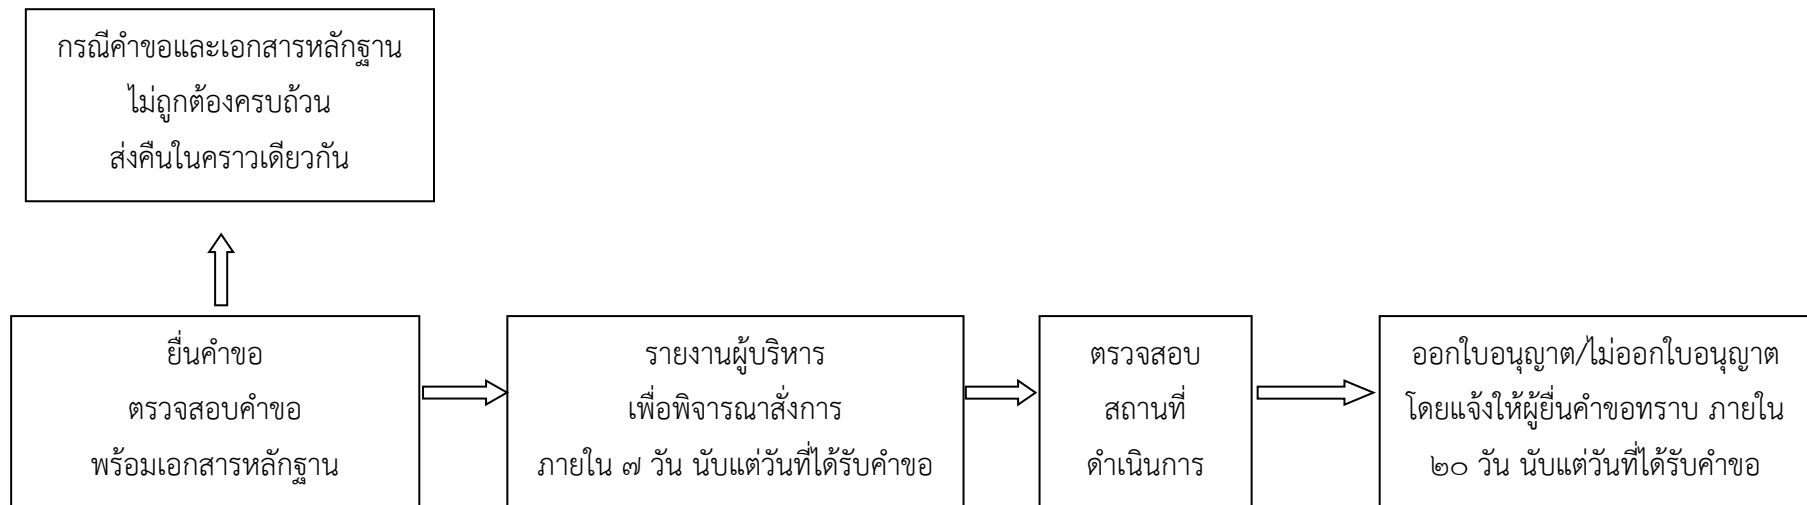 กรณีคำขอและเอกสารหลักฐาน
ไม่ถูกต้องครบถ้วน
ส่งคืนในคราวเดียวกัน
ยื่นคำขอ
ตรวจสอบคำขอ
พร้อมเอกสารหลักฐาน
รายงานผู้บริหาร
เพื่อพิจารณาสั่งการ
ภายใน ๗ วัน นับแต่วันที่ได้รับคำขอ
ตรวจสอบ
สถานที่
ดำเนินการ
ออกใบอนุญาต/ไม่ออกใบอนุญาต
โดยแจ้งให้ผู้ยื่นคำขอทราบ ภายใน
๒๐ วัน นับแต่วันที่ได้รับคำขอ